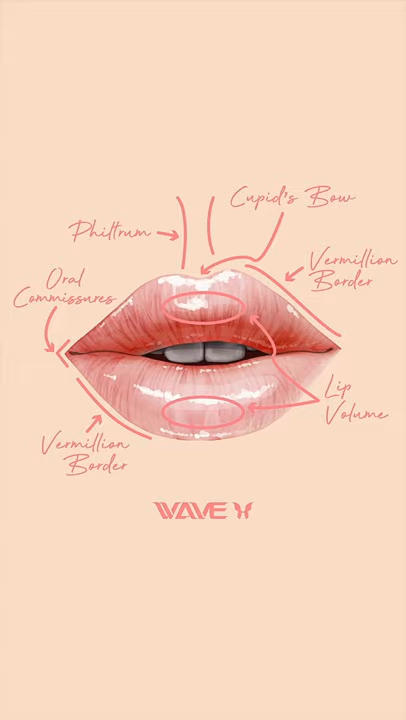 Cupid's Bow
Philtrum
Vermillion
Border
Oral
Commissures
Lip
Volume
Vermillion
Border
WAVE H